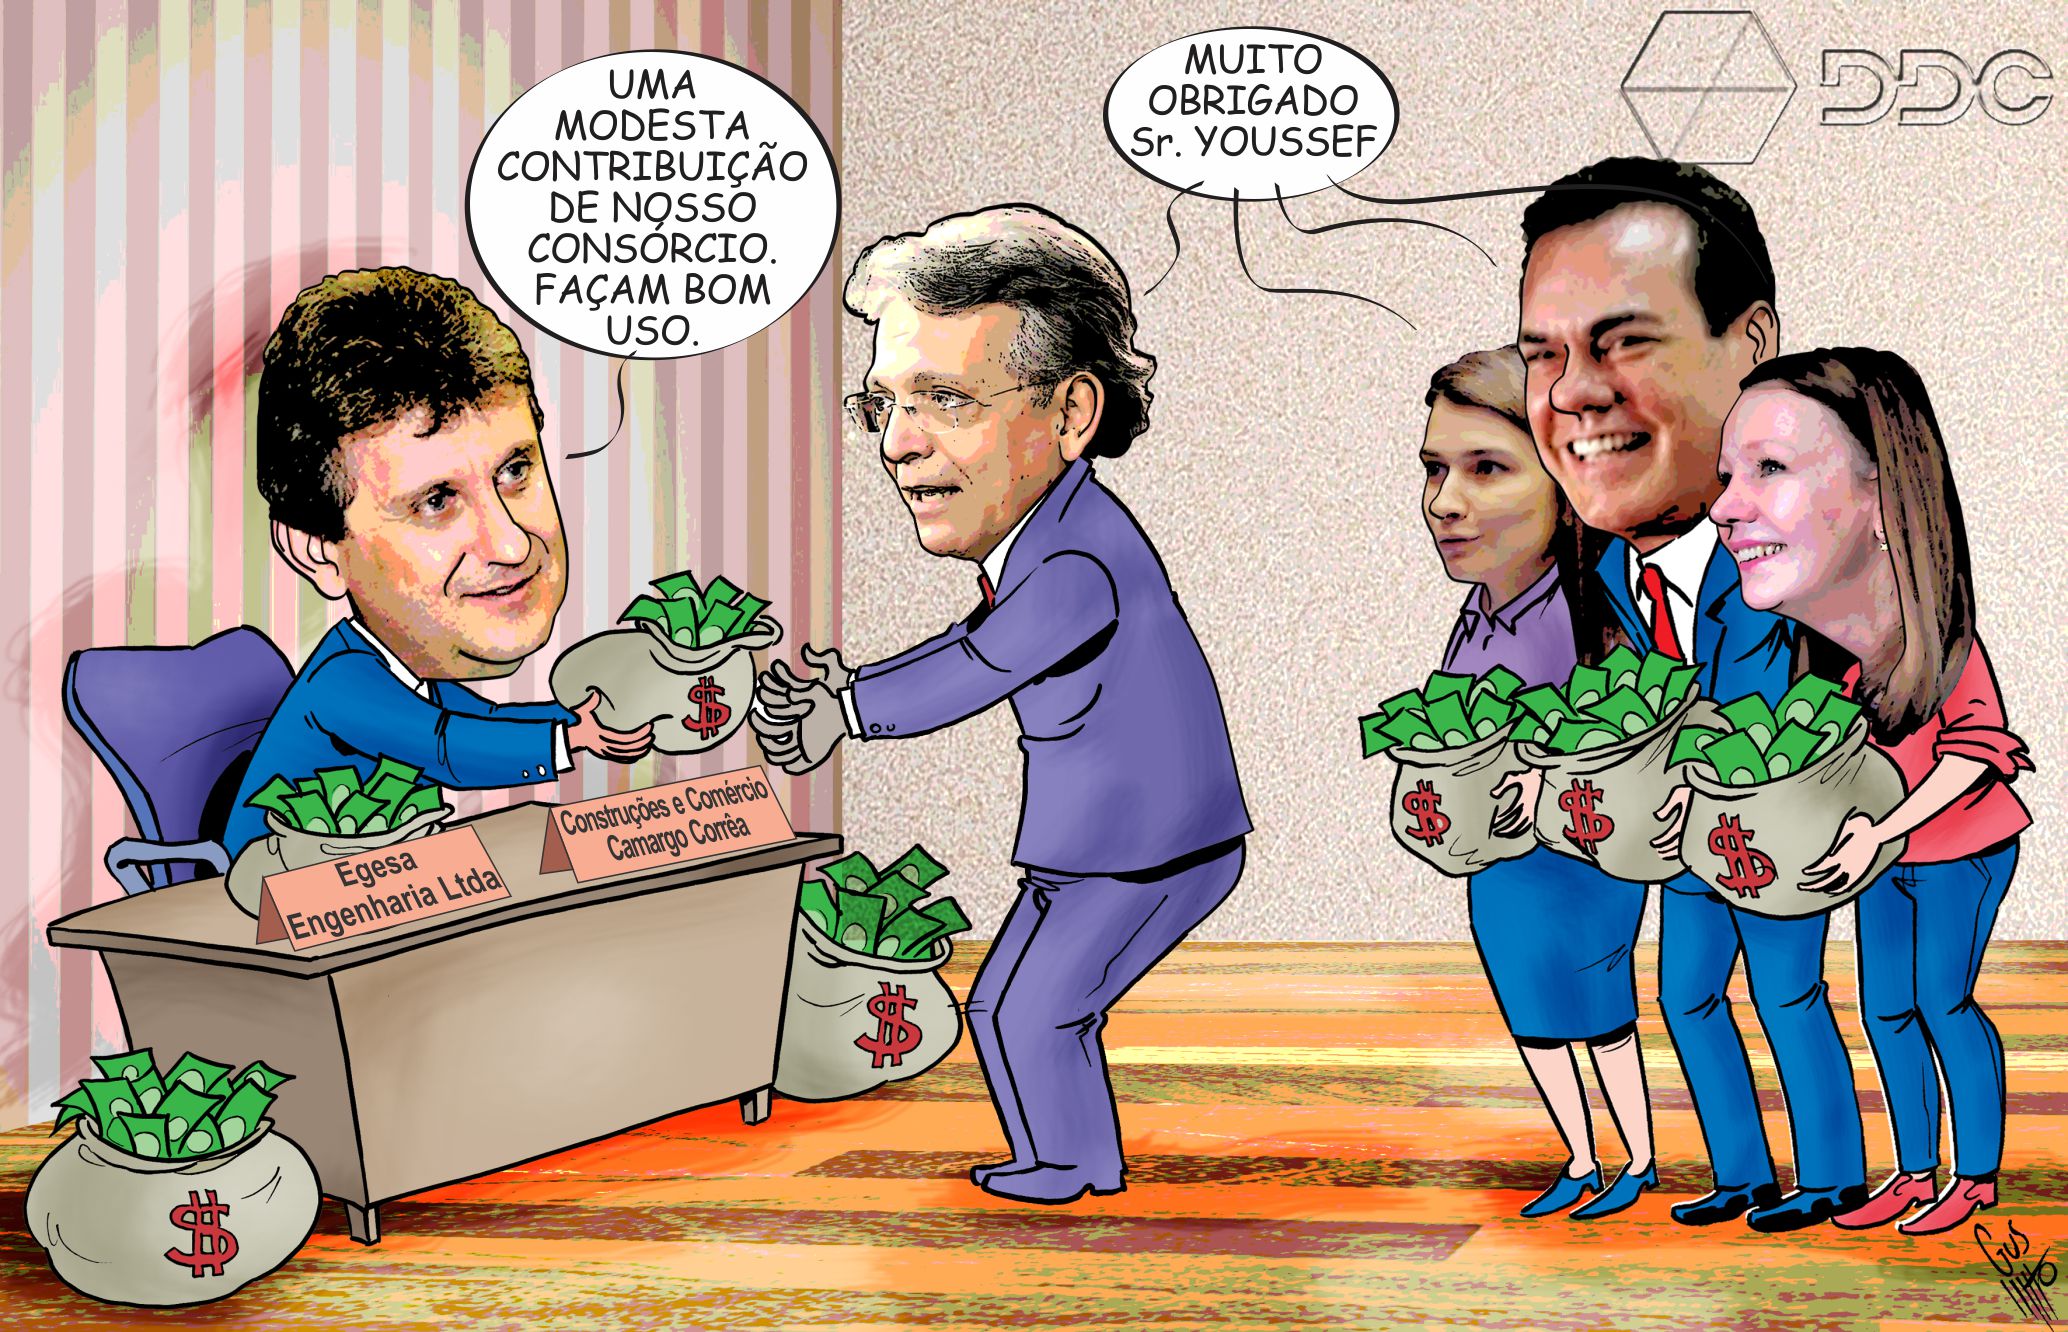 UMA
MODESTA
CONTRIBUIÇÃO
DE NOSSO
CONSÓRCIO.
FAÇAM BOM
USO.
MUITO
OBRIGADO
Sr. YOUSSEF
DDC
Egesa
Engenharia Ltda
Construções e Comércio
Camargo Corrêa
GUS